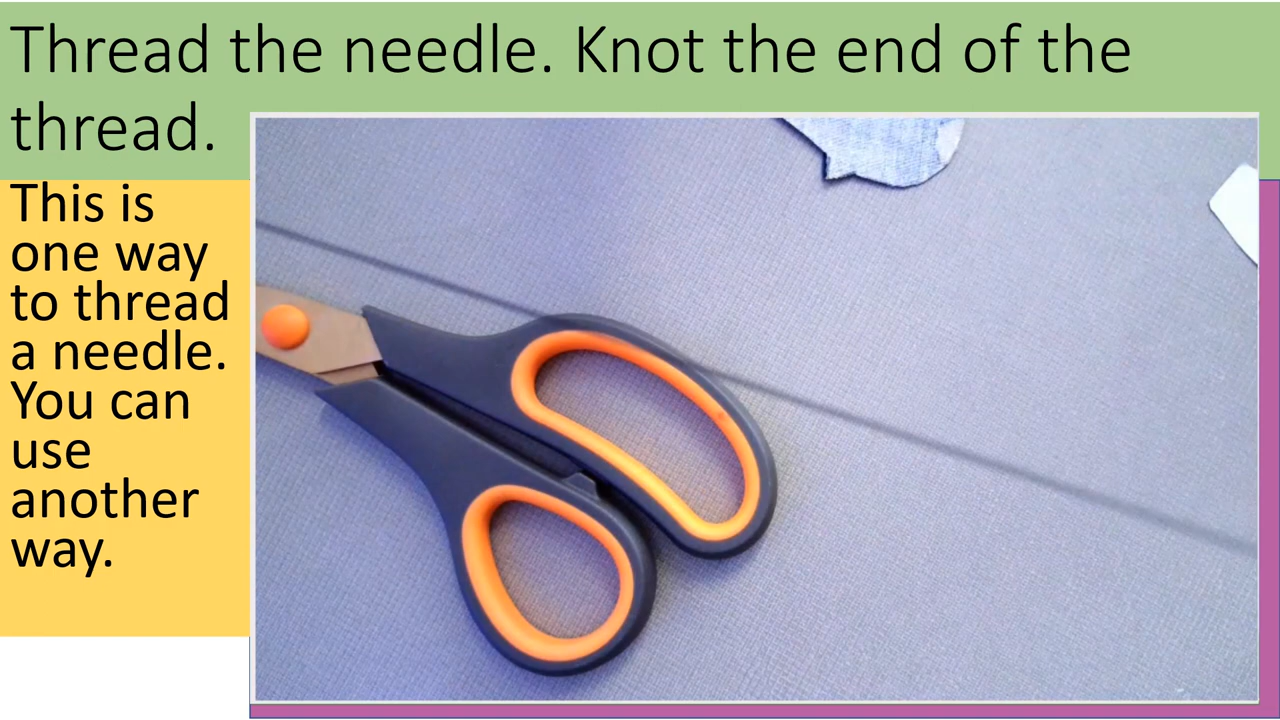 Thread the needle. Knot the end of the
thread.
This is
one way
to thread
a needle.
You can
use
another
way.